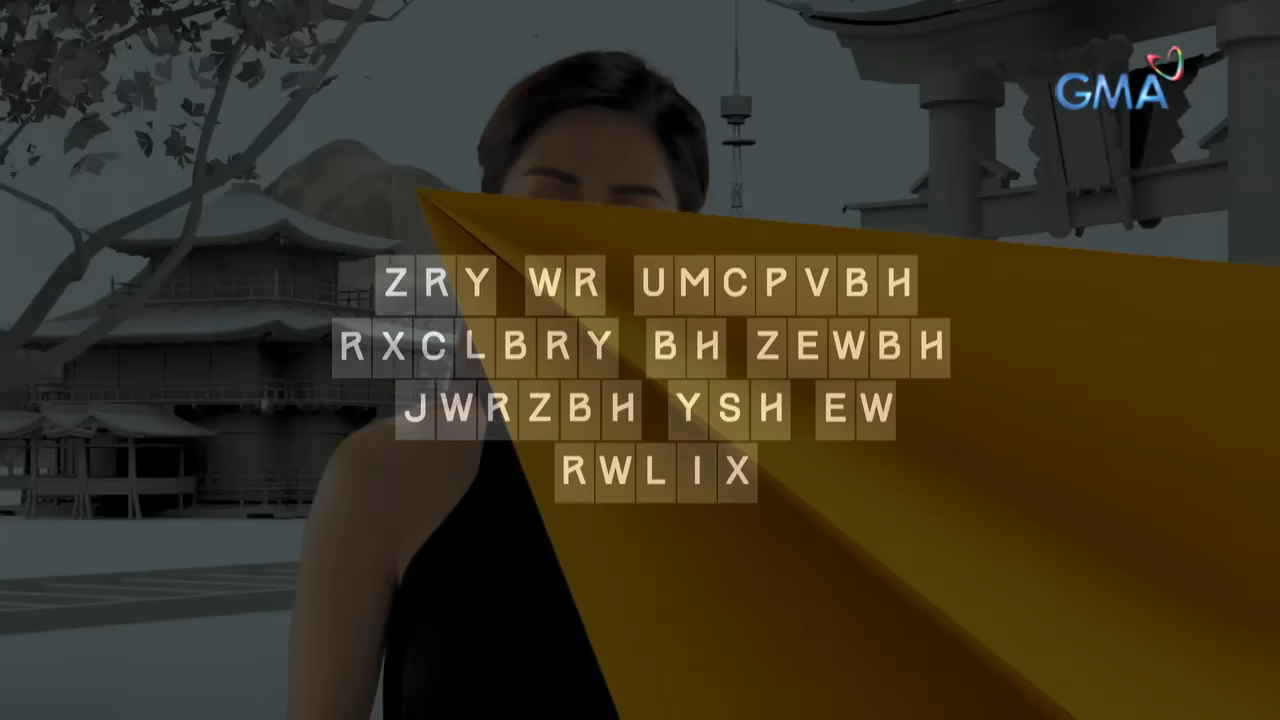 GMA
ZRY WR UMCPVBH
RXCLBRY BH ZEWBH
JWRZBH YSH EW
RWLIX